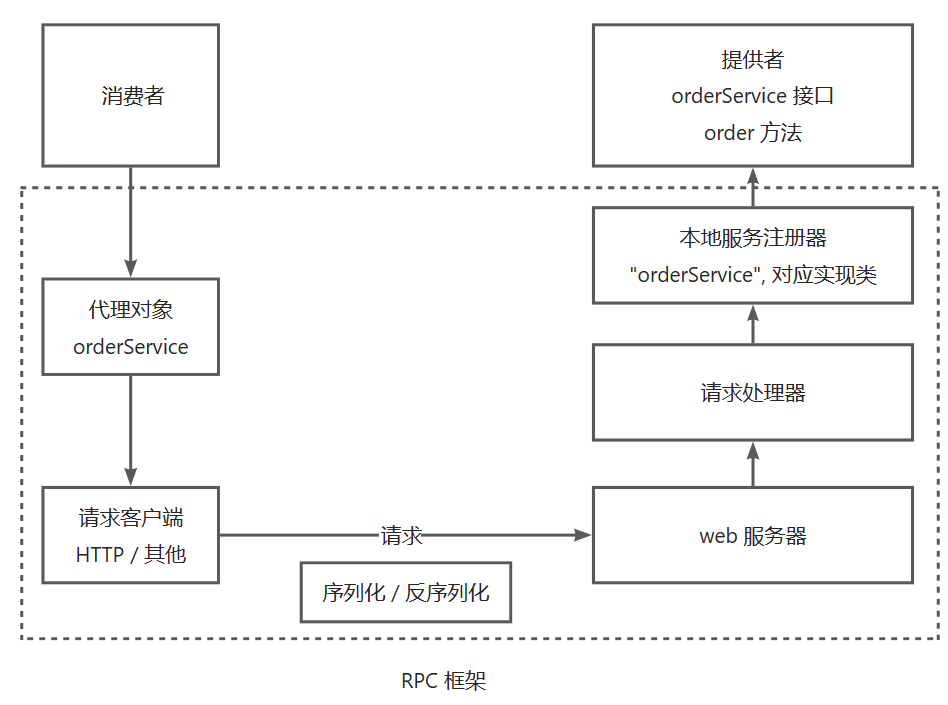 消费者
提供者
orderService 接口
order 方法
本地服务注册器
"orderService", 对应实现类
代理对象
orderService
请求处理器
请求客户端
HTTP / 其他
请求
web 服务器
序列化 / 反序列化
RPC 框架